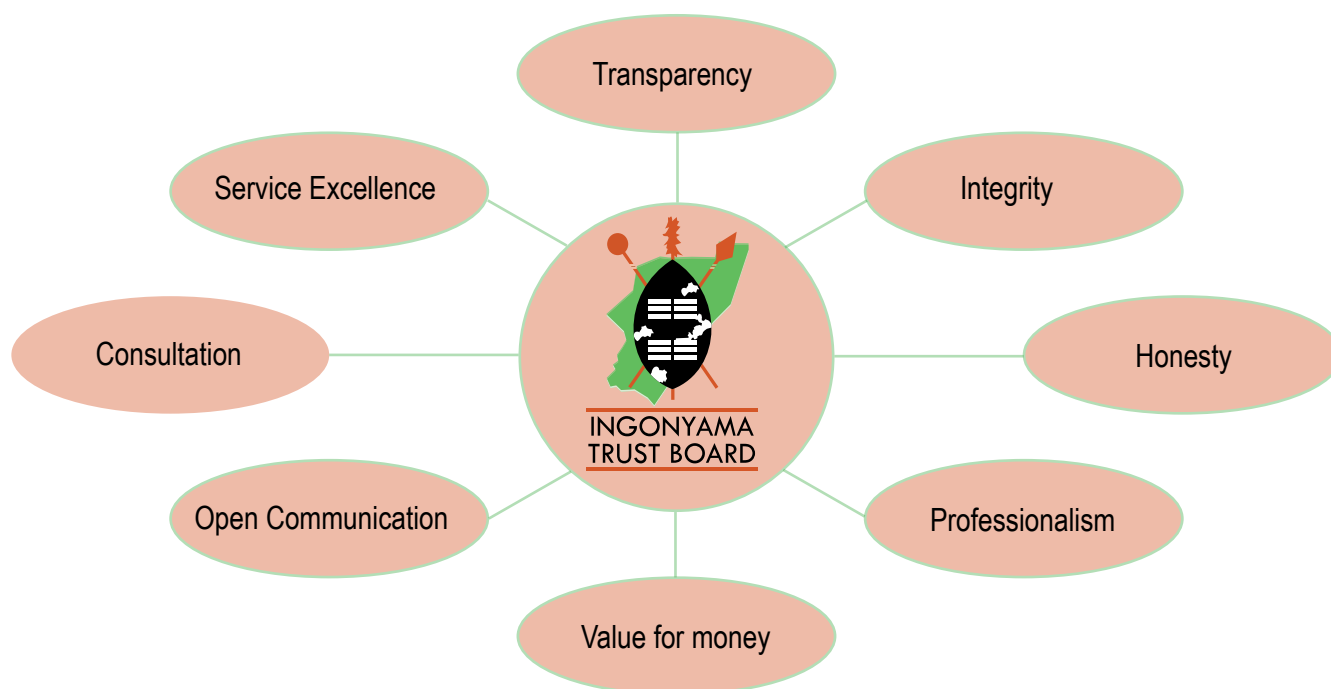 Transparency
Service Excellence
Integrity
Consultation
Honesty
INGONYAMA
TRUST BOARD
Open Communication
Professionalism
Value for money